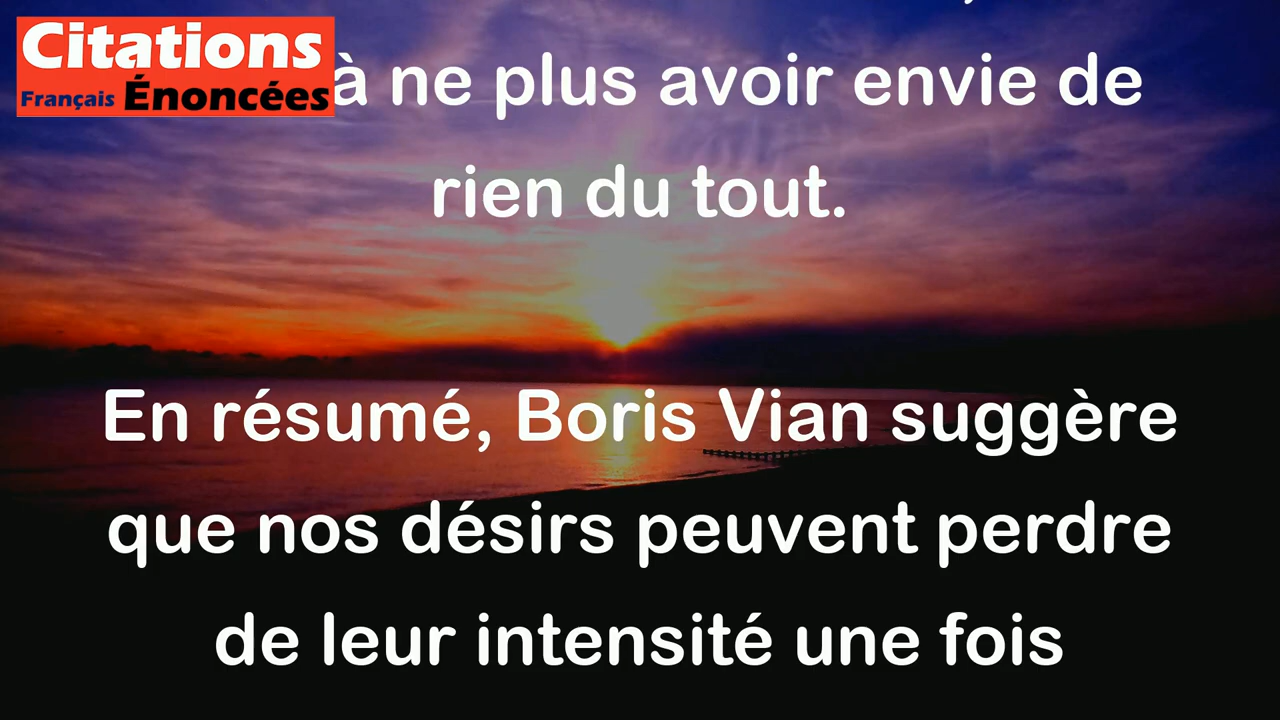 Citations
Français Énoncées
à ne plus avoir envie de
rien du tout.
En résumé, Boris Vian suggère
que nos désirs peuvent perdre
de leur intensité une fois